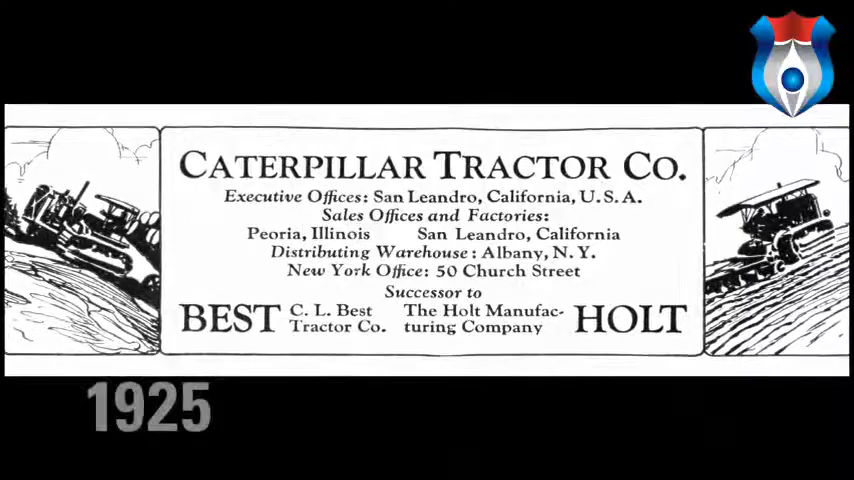 CATERPILLAR TRACTOR CO.
Executive Offices: San Leandro, California, U.S.A.
Sales Offices and Factories:
Peoria, Illinois San Leandro, California
Distributing Warehouse: Albany, N.Y.
New York Office: 50 Church Street
Successor to
BEST C. L. Best Tractor Co. The Holt Manufac- turing Company HOLT
1925